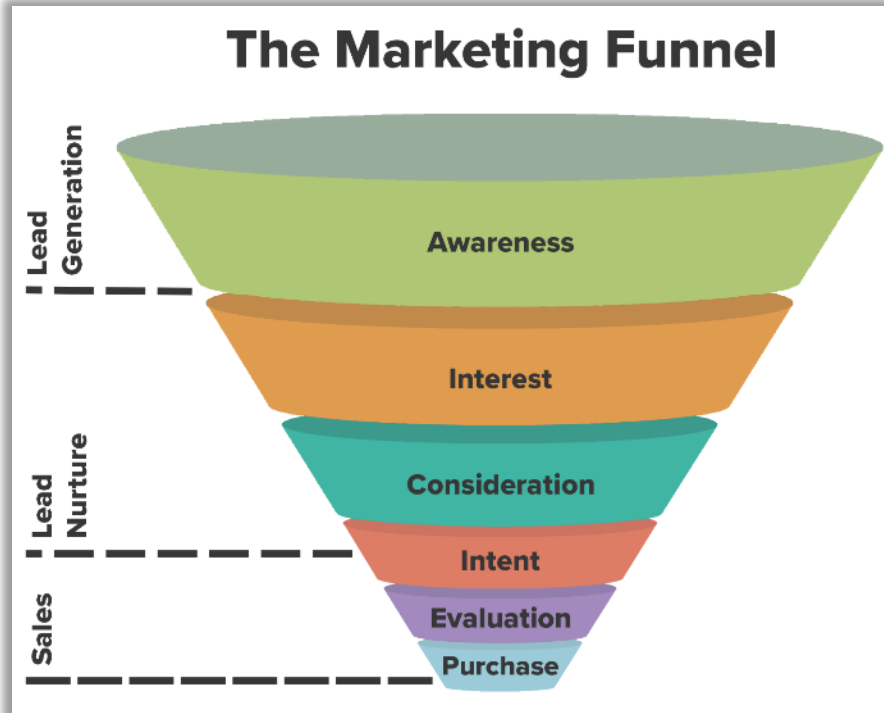 The Marketing Funnel
Lead
Generation
Awareness
Interest
Lead
Nurture
Consideration
Intent
Sales
Evaluation
Purchase